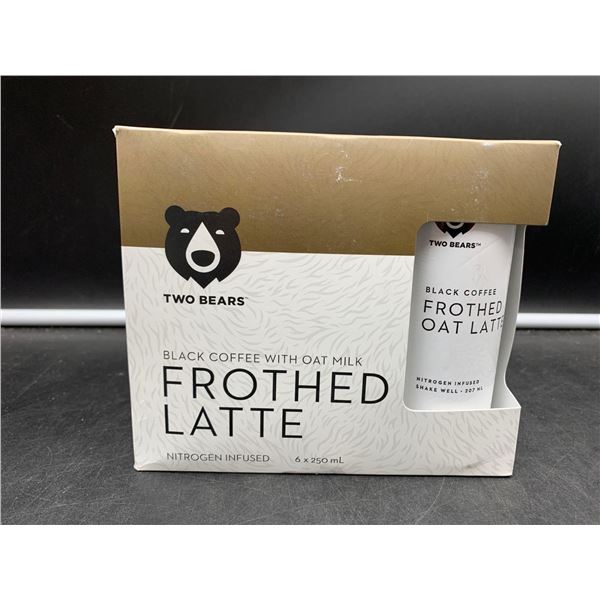 TWO BEARS™
BLACK COFFEE WITH OAT MILK
FROTHED
LATTE
NITROGEN INFUSED 6 x 250 mL
TWO BEARS™
BLACK COFFEE
FROTHED
OAT LATTE
NITROGEN INFUSED
SHAKE WELL • 207 ML